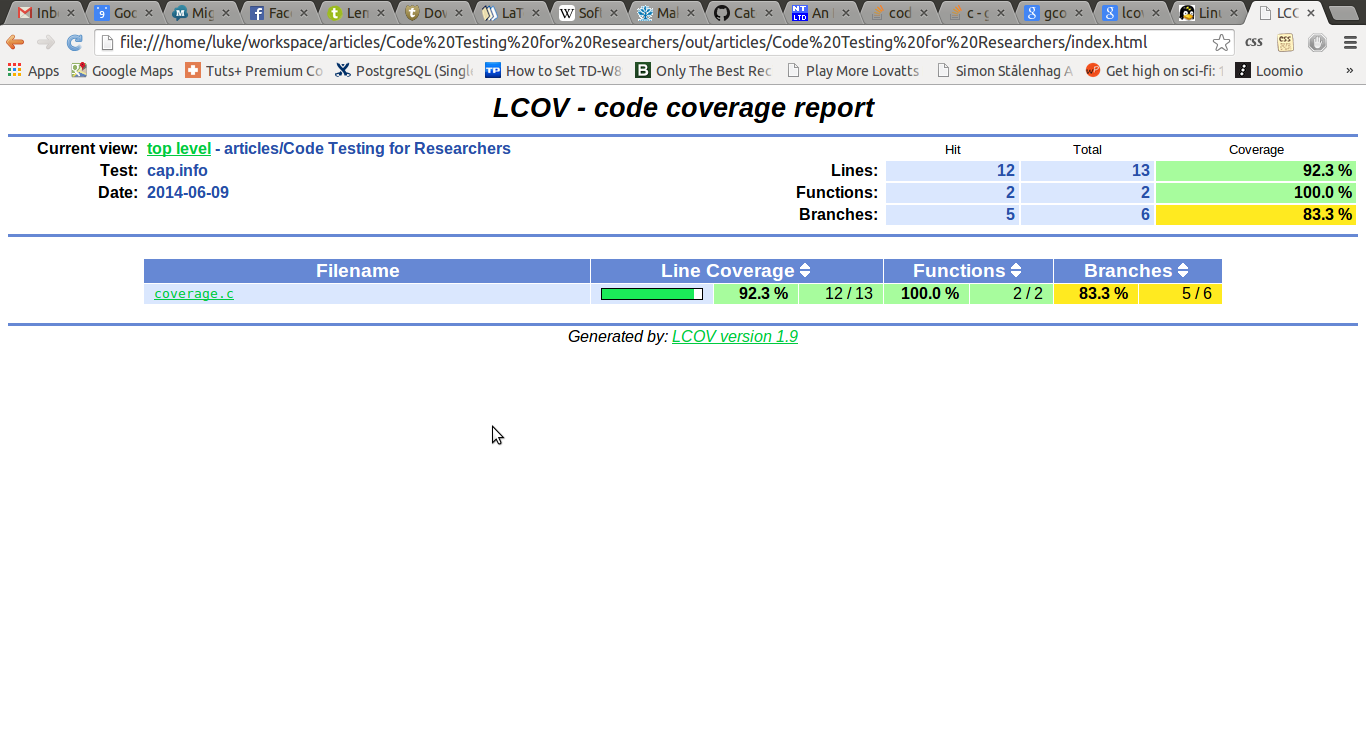 Inb Goo Mig Fac Len Dov LaT Soft Mak Cat An cod c - g goo lcov Linu LCO
file:///home/luke/workspace/articles/Code%20Testing%20for%20Researchers/out/articles/Code%20Testing%20for%20Researchers/index.html css
Apps Google Maps Tuts+ Premium Co PostgreSQL (Singl How to Set TD-W8 Only The Best Rec Play More Lovatts Simon Stålenhag A Get high on sci-fi: 1 Loomio »
LCOV - code coverage report
Current view: top level - articles/Code Testing for Researchers Hit Total Coverage
Test: cap.info Lines: 12 13 92.3 %
Date: 2014-06-09 Functions: 2 2 100.0 %
Branches: 5 6 83.3 %
Filename Line Coverage Functions Branches
coverage.c 92.3 % 12 / 13 100.0 % 2 / 2 83.3 % 5 / 6
Generated by: LCOV version 1.9